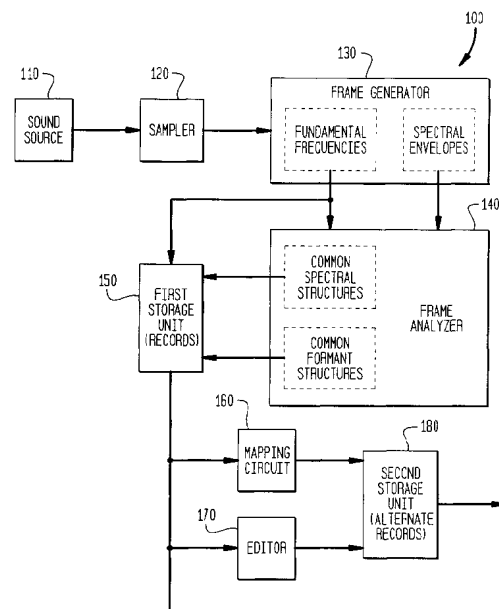 100
110
120
130
SOUND
SOURCE
SAMPLER
FRAME GENERATOR
FUNDAMENTAL
FRECUENCIES
SPECTRAL
ENVELOPES
140
150
FIRST
STORAGE
UNIT
(RECORDS)
COMMON
SPECTRAL
STRUCTURES
COMMON
FORMANT
STRUCTURES
FRAME
ANALYZER
160
MAPPING
CIRCUIT
170
EDITOR
180
SECOND
STORAGE
UNIT
(ALTERNATE
RECORDS)